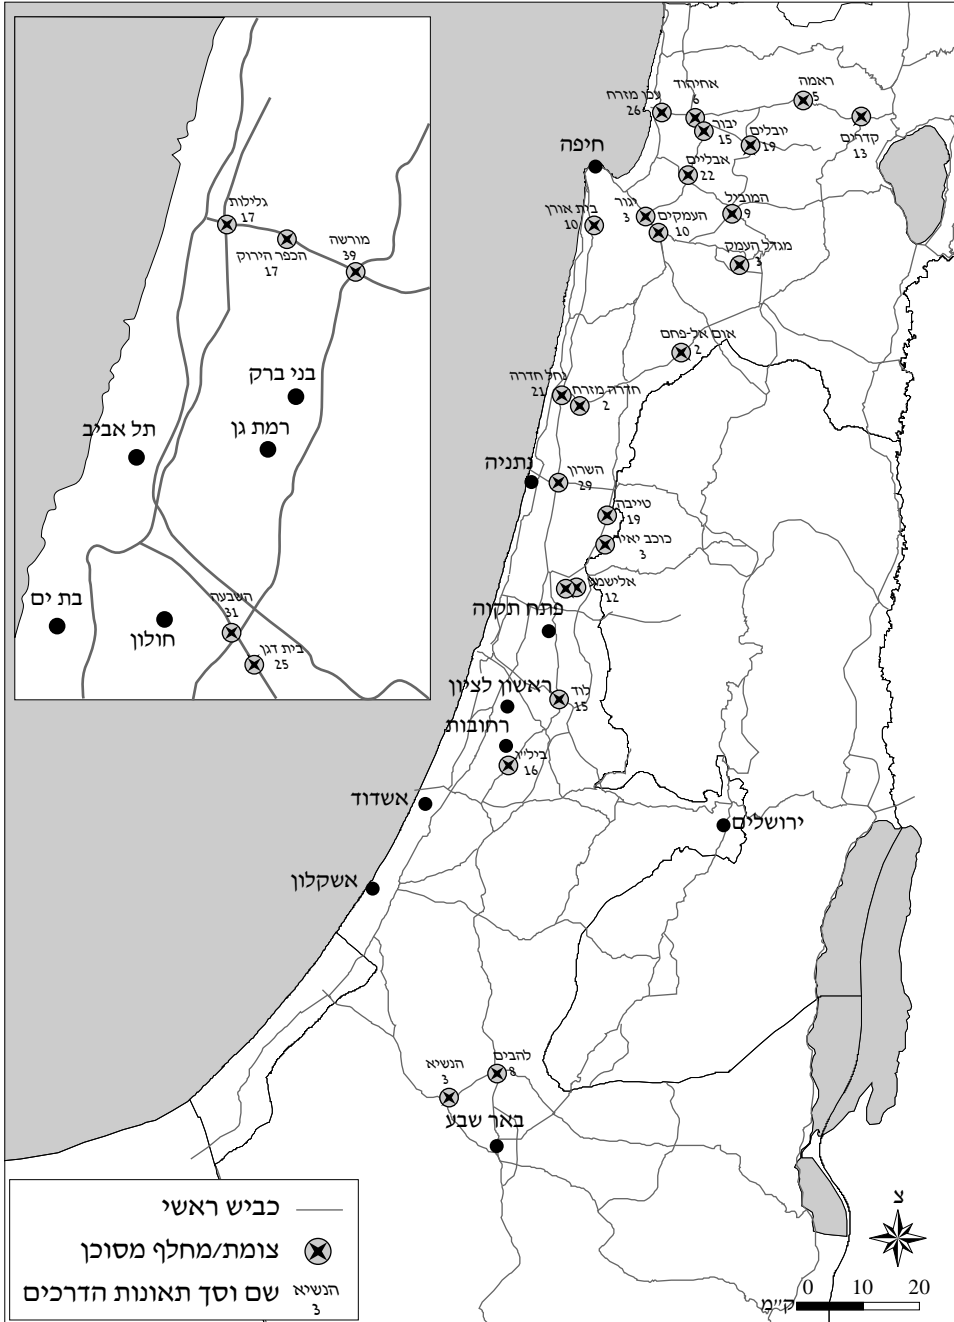 ראמה
5
אחיהוד
6
עכו מזרח
26
יבור
15
יובלים
19
קדרים
13
חיפה
אבליים
22
המוביל
9
יגור
3
העמקים
10
בית אורן
10
מגדל העמק
3
אום אל-פחם
2
נחל חדרה
21
חדרה מזרח
2
נתניה
השרון
29
טייבה
19
כוכב יאיר
3
אלישמע
12
פתח תקוה
ראשון לציון
לוד
15
רחובות
ביל״ו
16
אשדוד
ירושלים
אשקלון
להבים
8
הנשיא
3
באר שבע
גלילות
17
הכפר הירוק
17
מורשה
39
בני ברק
רמת גן
תל אביב
השבעה
31
בת ים
חולון
בית דגן
25
כביש ראשי
צומת/מחלף מסוכן
שם וסך תאונות הדרכים
הנשיא
3
צ
0 10 20
ק״מ